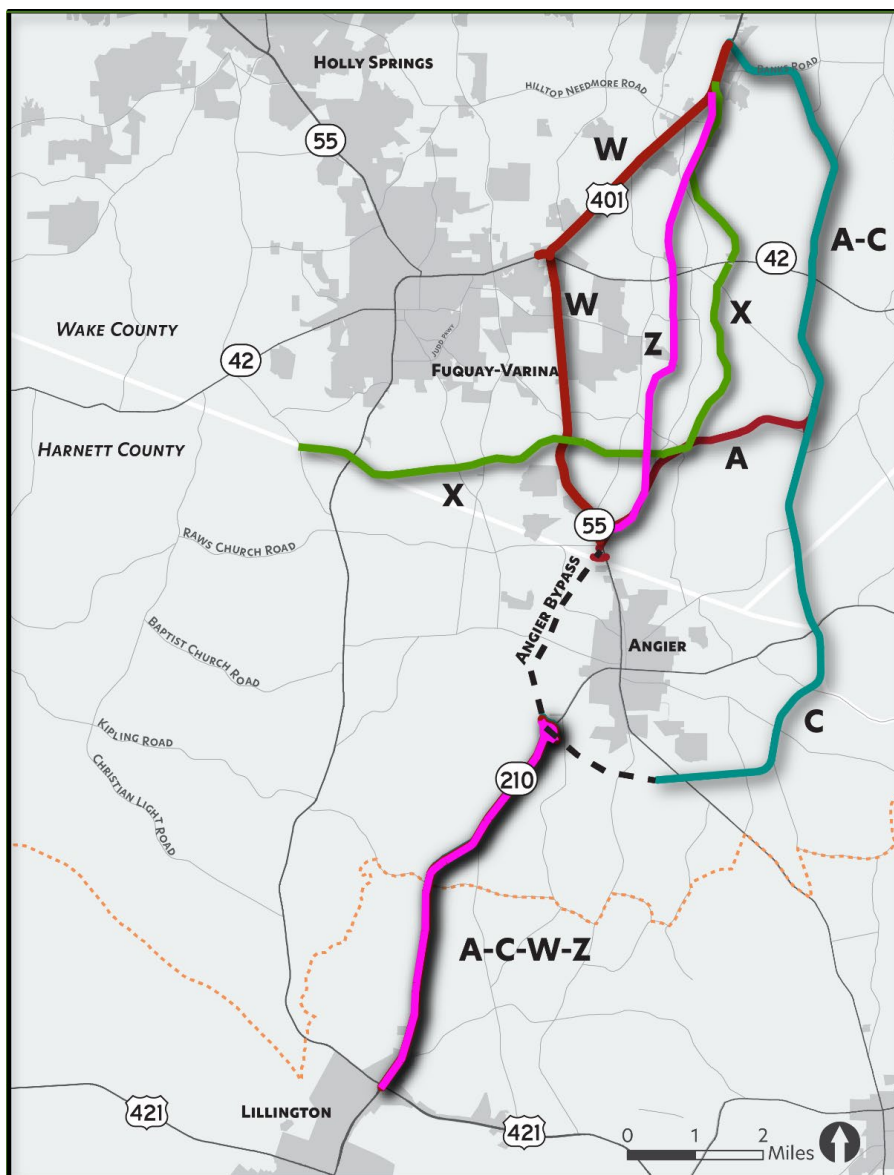 HOLLY SPRINGS
BANKS ROAD
HILLTOP NEEDMORE ROAD
55
W
401
A-C
42
W
X
WAKE COUNTY
Z
JUDD PKWY
42
FUQUAY-VARINA
HARNETT COUNTY
A
X
55
RAWS CHURCH ROAD
ANGIER BYPASS
BAPTIST CHURCH ROAD
ANGIER
C
KIPLING ROAD
CHRISTIAN LIGHT
ROAD
210
A-C-W-Z
421
LILLINGTON
421
0 1 2
Miles